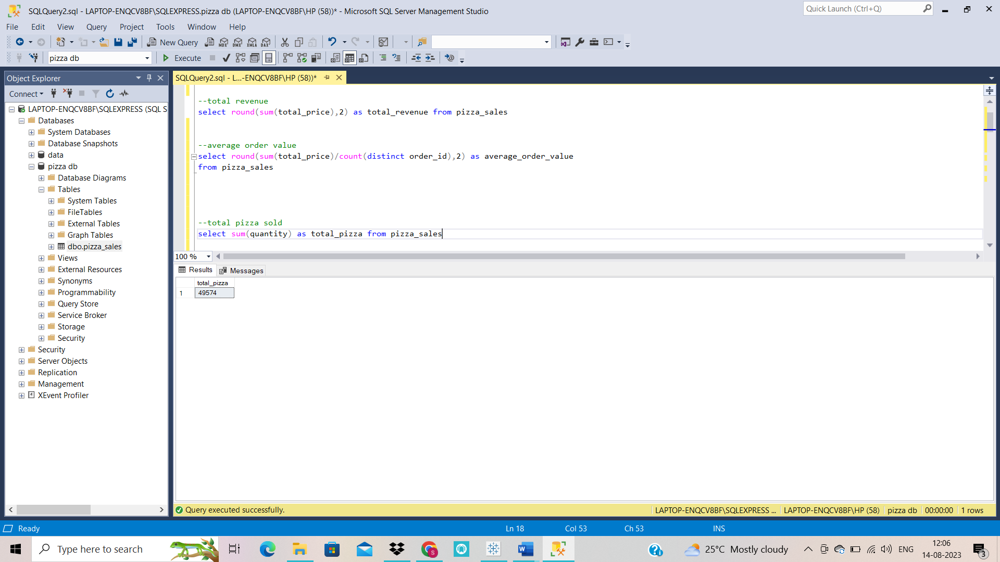 SQLQuery2.sql - LAPTOP-ENQCV8BF\SQLEXPRESS.pizza db (LAPTOP-ENQCV8BF\HP (58))* - Microsoft SQL Server Management Studio
Quick Launch (Ctrl+Q)
File Edit View Query Project Tools Window Help
New Query MDX DMX XMLA DAX
pizza db Execute
Object Explorer
SQLQuery2.sql - L...-ENQCV8BF\HP (58))*
Connect
LAPTOP-ENQCV8BF\SQLEXPRESS (SQL S
Databases
System Databases
Database Snapshots
data
pizza db
Database Diagrams
Tables
System Tables
FileTables
External Tables
Graph Tables
dbo.pizza_sales
Views
External Resources
Synonyms
Programmability
Query Store
Service Broker
Storage
Security
Security
Server Objects
Replication
Management
XEvent Profiler
--total revenue
select round(sum(total_price),2) as total_revenue from pizza_sales
--average order value
select round(sum(total_price)/count(distinct order_id),2) as average_order_value
from pizza_sales
--total pizza sold
select sum(quantity) as total_pizza from pizza_sales
100 %
Results Messages
total_pizza
1 49574
Query executed successfully.
LAPTOP-ENQCV8BF\SQLEXPRESS ... LAPTOP-ENQCV8BF\HP (58) pizza db 00:00:00 1 rows
Ready Ln 18 Col 53 Ch 53 INS
Type here to search
25°C Mostly cloudy
ENG
12:06
14-08-2023
3